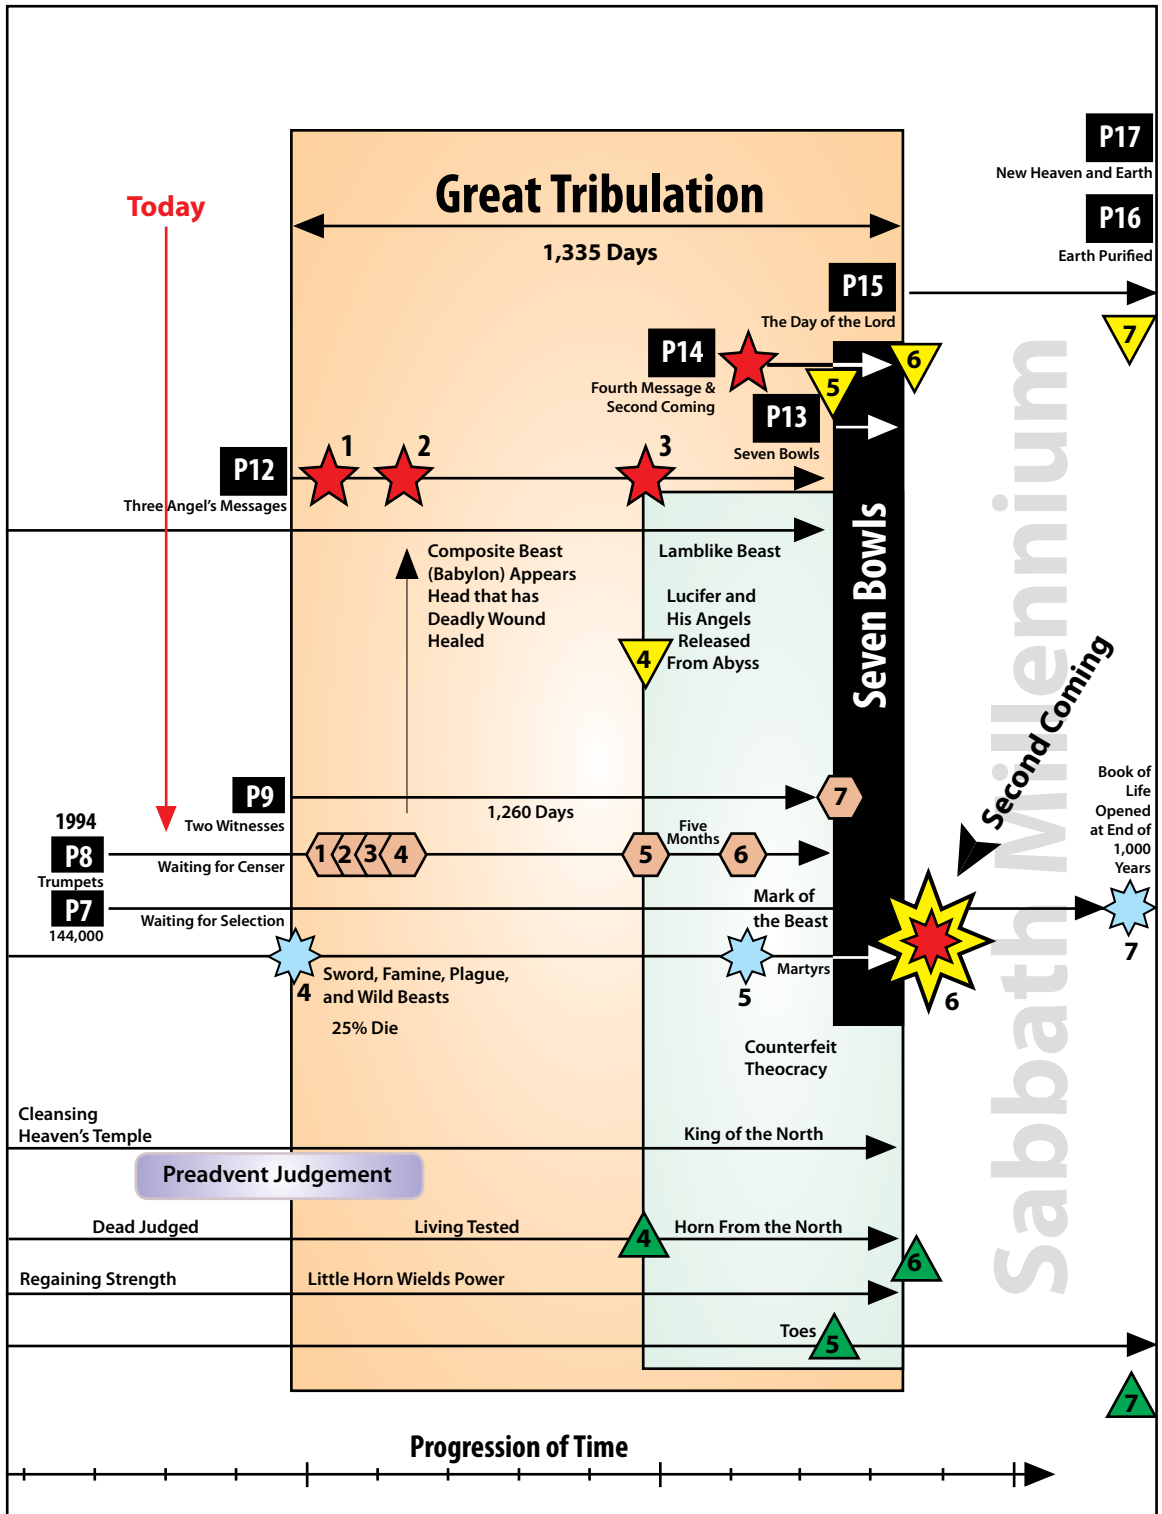 P17
New Heaven and Earth
Great Tribulation
Today
P16
1,335 Days
Earth Purified
P15
The Day of the Lord
7
P14
6
Fourth Message &
Second Coming
5
P13
Seven Bowls
1
2
3
P12
Three Angel's Messages
Composite Beast
(Babylon) Appears
Head that has
Deadly Wound
Healed
Lamblike Beast
Lucifer and
His Angels
Released
From Abyss
4
Seven Bowls
Sabbath Millennium
Second Coming
Book of
Life
Opened
at End of
1,000
Years
P9
Two Witnesses
1,260 Days
7
1994
P8
Trumpets
Waiting for Censer
1 2 3 4
5
Five
Months
6
P7
144,000
Waiting for Selection
Mark of
the Beast
4
Sword, Famine, Plague,
and Wild Beasts
25% Die
Martyrs
5
6
7
Counterfeit
Theocracy
Cleansing
Heaven's Temple
King of the North
Preadvent Judgement
Dead Judged
Living Tested
4
Horn From the North
6
Regaining Strength
Little Horn Wields Power
Toes
5
7
Progression of Time